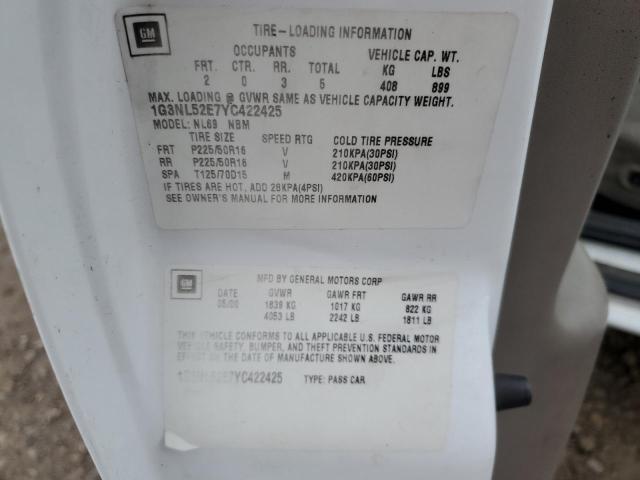 GM
TIRE-LOADING INFORMATION
OCCUPANTS VEHICLE CAP. WT.
FRT. CTR. RR. TOTAL KG LBS
2 0 3 5 408 899
MAX. LOADING @ GVWR SAME AS VEHICLE CAPACITY WEIGHT.
1G3NL52E7YC422425
MODEL: NL69 NBM
TIRE SIZE SPEED RTG COLD TIRE PRESSURE
FRT P225/50R16 V 210KPA(30PSI)
RR P225/50R16 V 210KPA(30PSI)
SPA T125/70D15 M 420KPA(60PSI)
IF TIRES ARE HOT, ADD 28KPA(4PSI)
SEE OWNER'S MANUAL FOR MORE INFORMATION
GM
MFD BY GENERAL MOTORS CORP
DATE GVWR GAWR FRT GAWR RR
05/00 1839 KG 1017 KG 822 KG
4053 LB 2242 LB 1811 LB
THIS VEHICLE CONFORMS TO ALL APPLICABLE U.S. FEDERAL MOTOR
VEHICLE SAFETY, BUMPER, AND THEFT PREVENTION STANDARDS IN
EFFECT ON THE DATE OF MANUFACTURE SHOWN ABOVE.
1G3NL52E7YC422425 TYPE: PASS CAR